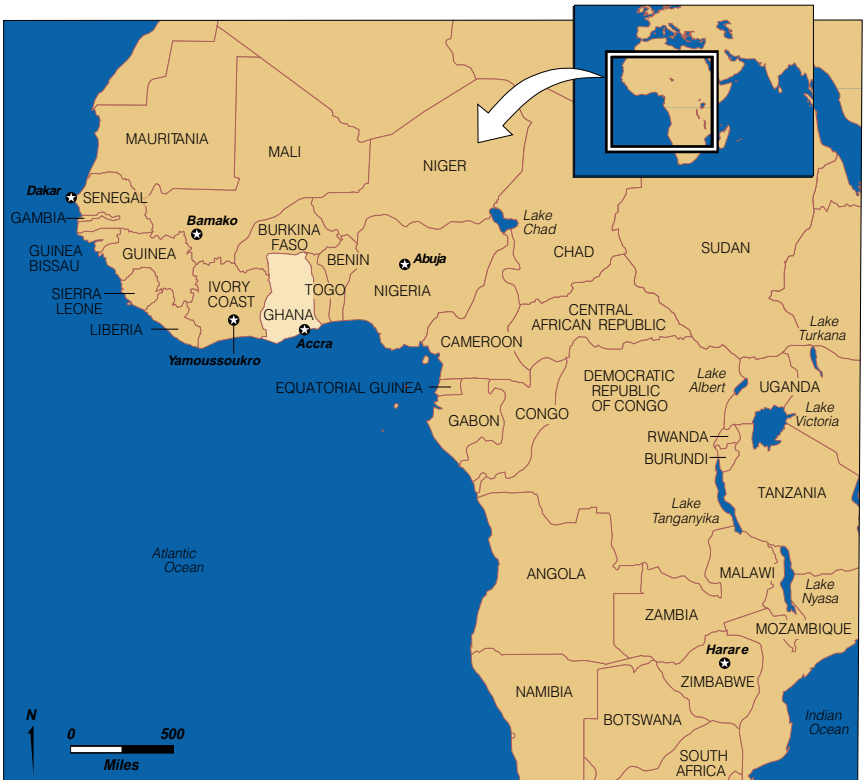 MAURITANIA
MALI
NIGER
Dakar
SENEGAL
GAMBIA
Bamako
BURKINA
FASO
Lake
Chad
GUINEA
BISSAU
GUINEA
BENIN
Abuja
CHAD
SUDAN
SIERRA
LEONE
IVORY
COAST
TOGO
NIGERIA
GHANA
LIBERIA
Accra
Yamoussoukro
CENTRAL
AFRICAN REPUBLIC
CAMEROON
Lake
Turkana
EQUATORIAL GUINEA
DEMOCRATIC
REPUBLIC
OF CONGO
Lake
Albert
UGANDA
GABON
CONGO
Lake
Victoria
RWANDA
BURUNDI
TANZANIA
Lake
Tanganyika
Atlantic
Ocean
ANGOLA
MALAWI
Lake
Nyasa
ZAMBIA
MOZAMBIQUE
Harare
ZIMBABWE
NAMIBIA
BOTSWANA
Indian
Ocean
SOUTH
AFRICA
N
0 500
Miles